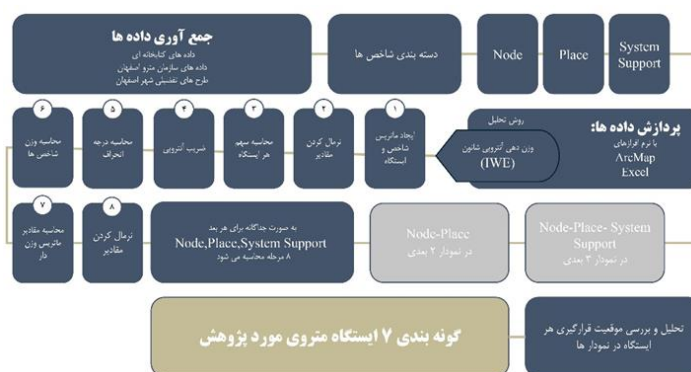 جمع آوری داده ها
داده های کتابخانه ای
داده های سازمان مترو اصفهان
طرح های تفضیلی شهر اصفهان
دسته بندی شاخص ها
Node
Place
System
Support
پردازش داده ها:
با نرم افزارهای
ArcMap
Excel
روش تحلیل
وزن دهی آنتروپی شانون
(IWE)
۱
ایجاد ماتریس
شاخص و
ایستگاه
۲
نرمال کردن
مقادیر
۳
محاسبه سهم
هر ایستگاه
۴
ضریب آنتروپی
۵
محاسبه درجه
انحراف
۶
محاسبه وزن
شاخص ها
۷
محاسبه مقادیر
ماتریس وزن
دار
۸
نرمال کردن
مقادیر
به صورت جداگانه برای هر بعد
Node,Place,System Support
۸ مرحله محاسبه می شود
Node-Place
در نمودار ۲ بعدی
Node-Place- System
Support
در نمودار ۳ بعدی
تحلیل و بررسی موقعیت قرارگیری هر
ایستگاه در نمودار ها
گونه بندی ۷ ایستگاه متروی مورد پژوهش